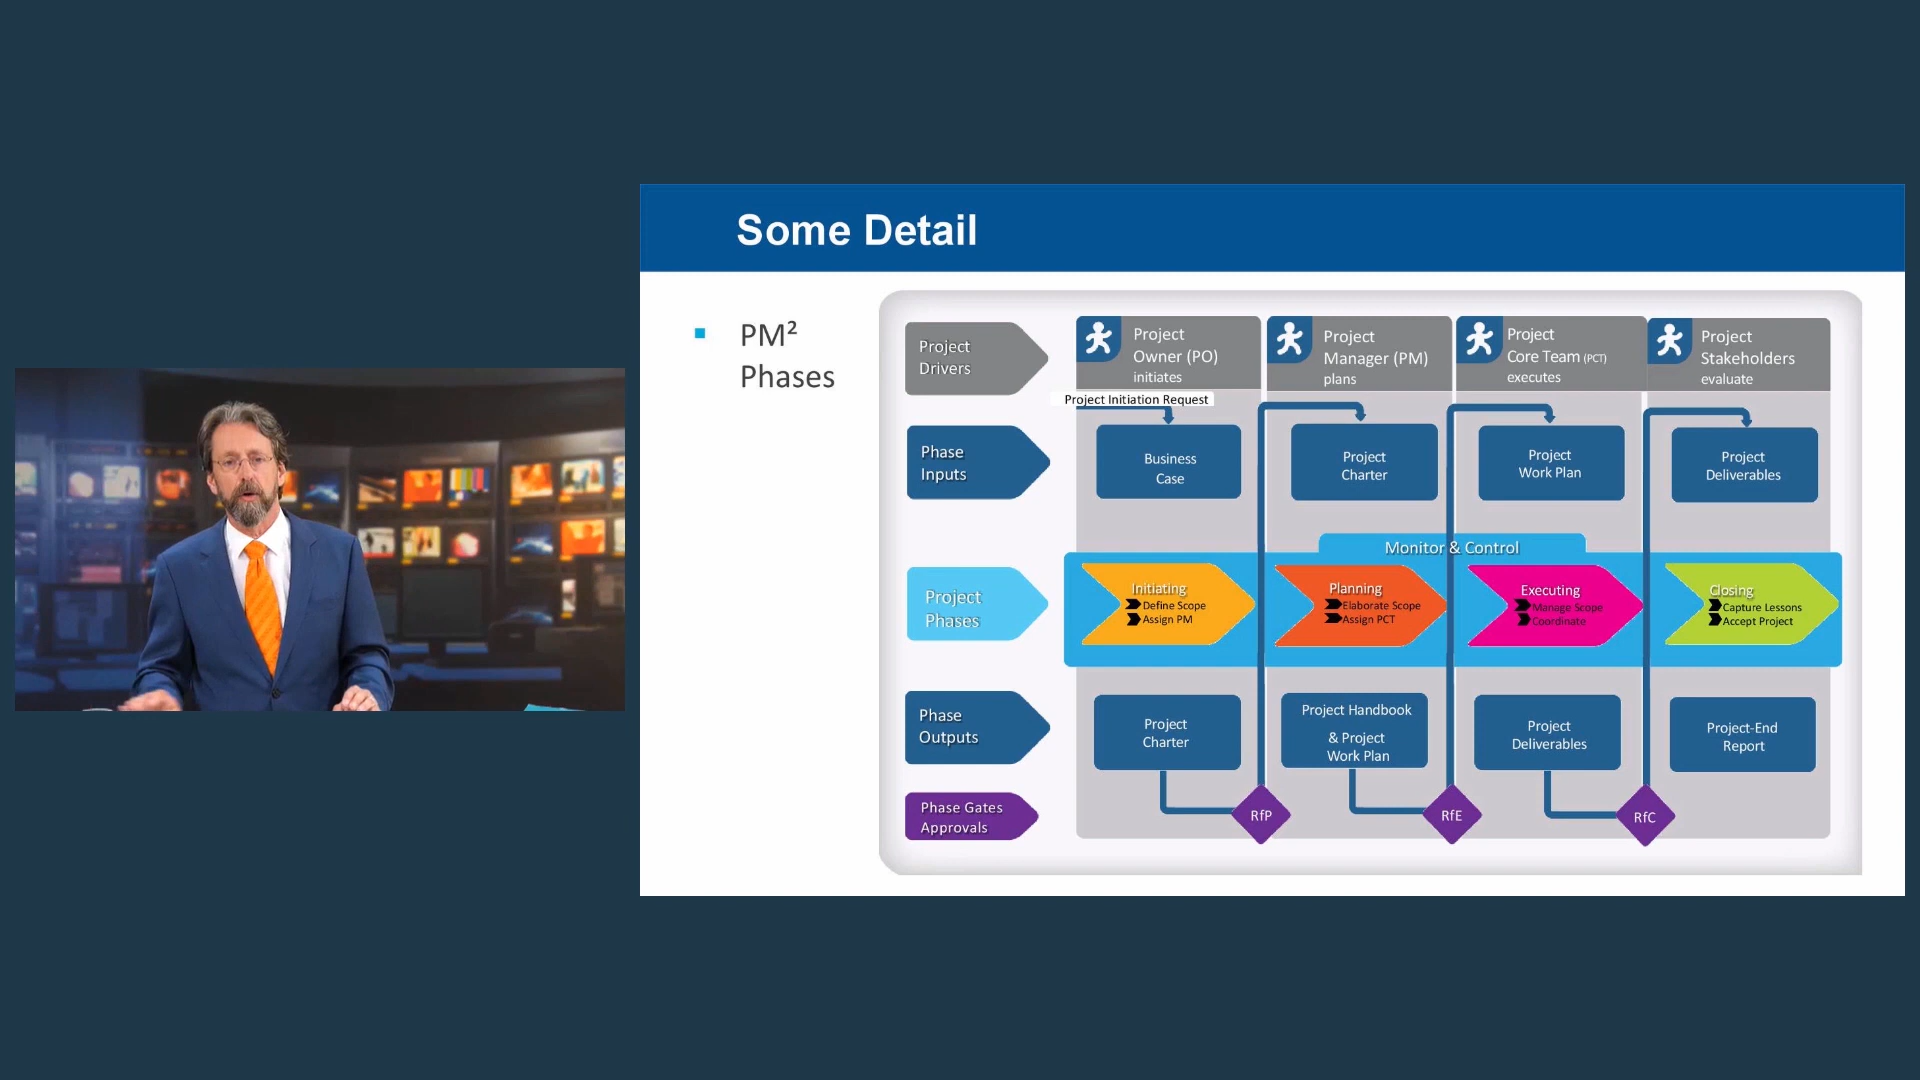 Some Detail
PM²
Phases
Project
Drivers
Project
Owner (PO)
initiates
Project
Manager (PM)
plans
Project
Core Team (PCT)
executes
Project
Stakeholders
evaluate
Project Initiation Request
Phase
Inputs
Business
Case
Project
Charter
Project
Work Plan
Project
Deliverables
Monitor & Control
Project
Phases
Initiating
Define Scope
Assign PM
Planning
Elaborate Scope
Assign PCT
Executing
Manage Scope
Coordinate
Closing
Capture Lessons
Accept Project
Phase
Outputs
Project
Charter
Project Handbook
& Project
Work Plan
Project
Deliverables
Project-End
Report
Phase Gates
Approvals
RfP
RfE
RfC